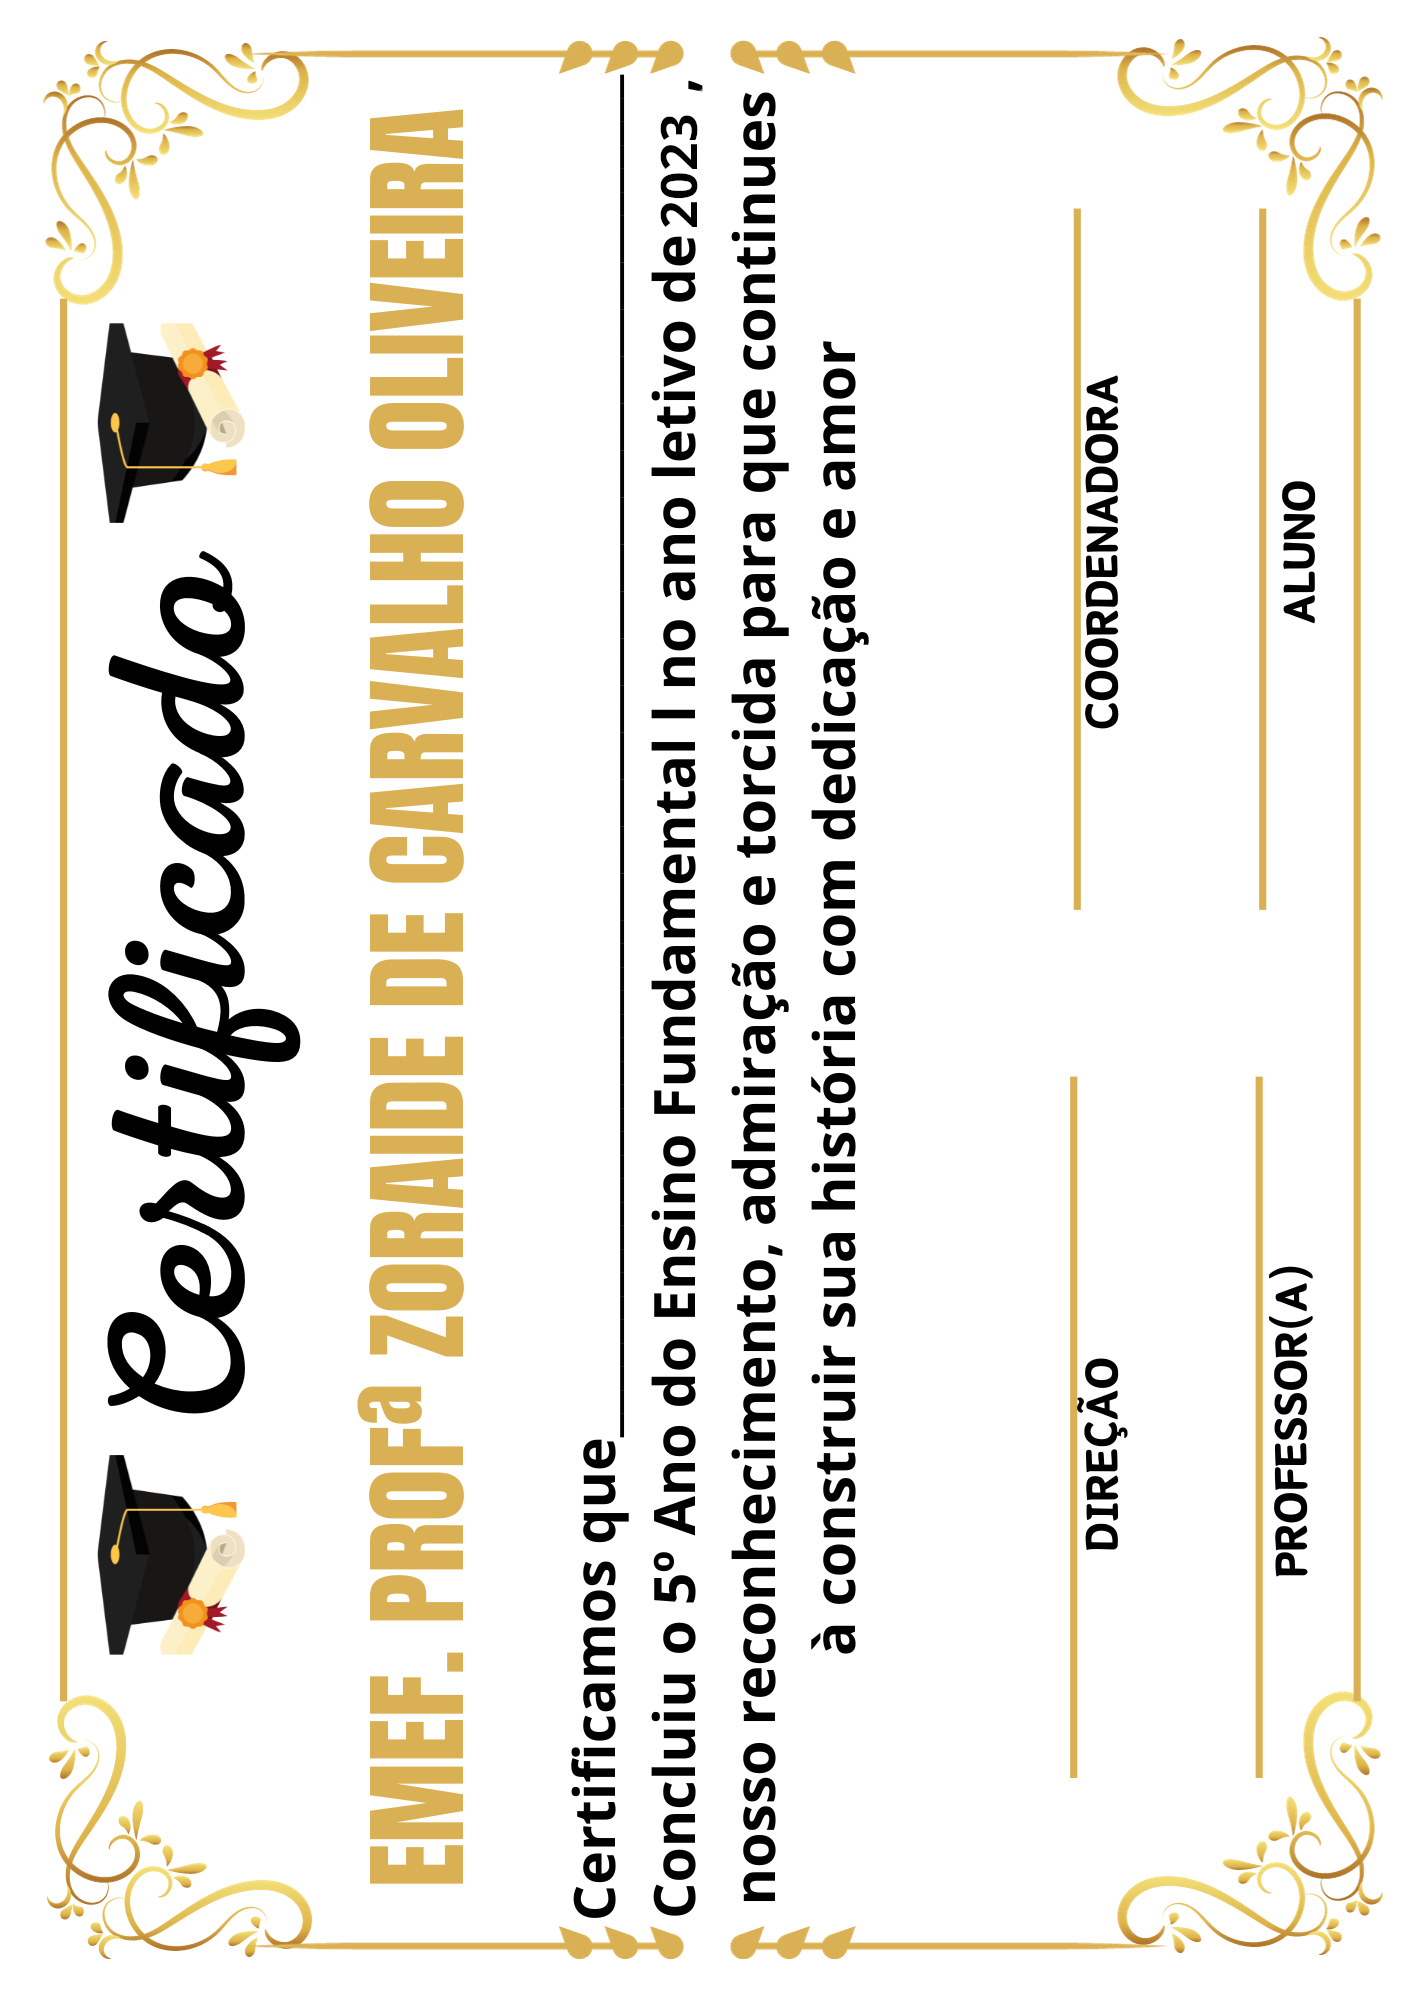 Certificado
EMEF. PROFª ZORAIDE DE CARVALHO OLIVEIRA
Certificamos que
Concluiu o 5º Ano do Ensino Fundamental I no ano letivo de 2023 ,
nosso reconhecimento, admiração e torcida para que continues
à construir sua história com dedicação e amor
DIREÇÃO
COORDENADORA
PROFESSOR(A)
ALUNO